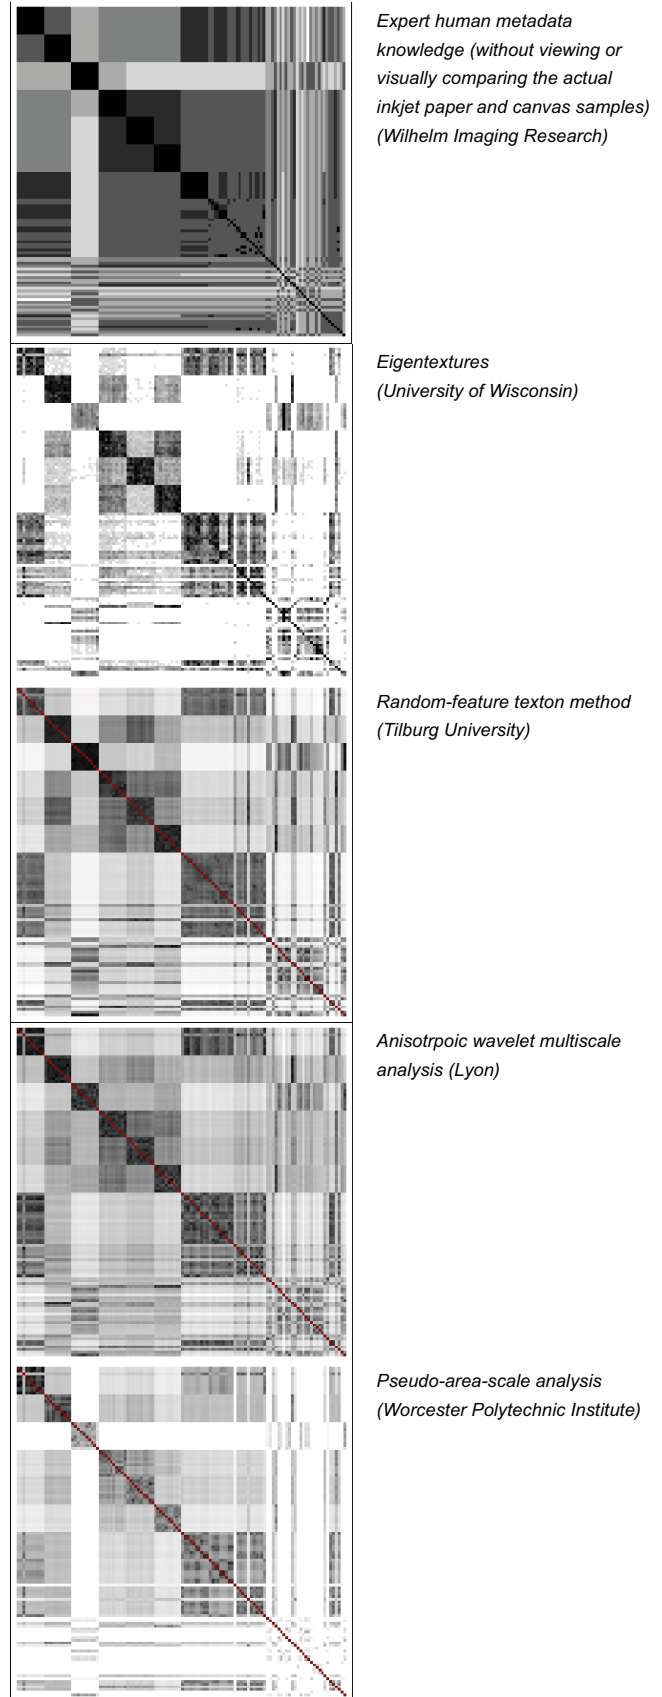 Expert human metadata
knowledge (without viewing or
visually comparing the actual
inkjet paper and canvas samples)
(Wilhelm Imaging Research)
Eigentextures
(University of Wisconsin)
Random-feature texton method
(Tilburg University)
Anisotrpoic wavelet multiscale
analysis (Lyon)
Pseudo-area-scale analysis
(Worcester Polytechnic Institute)